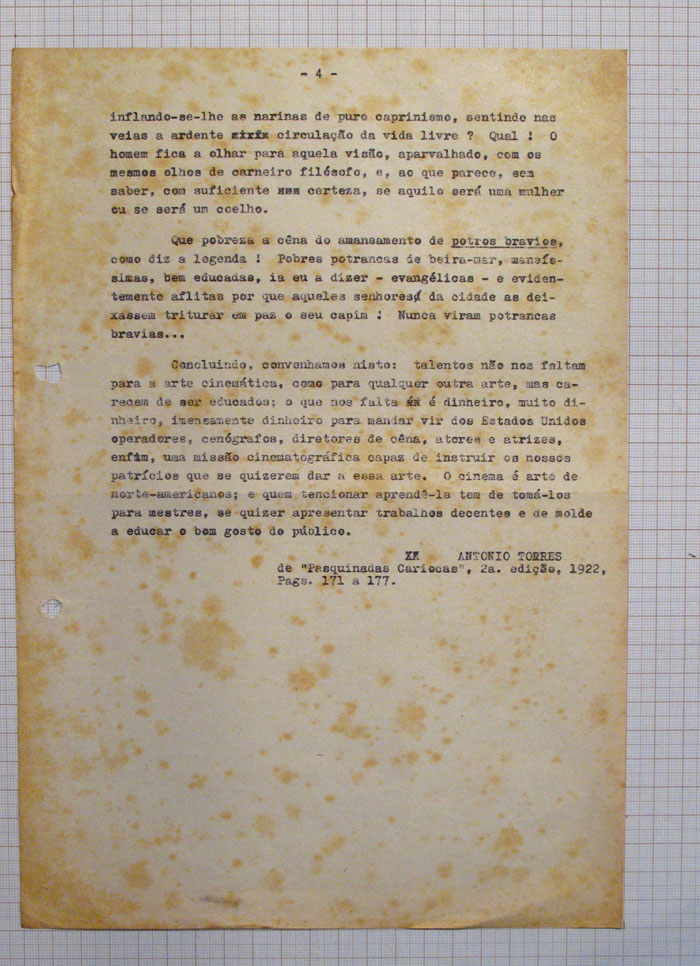 - 4 -
inflando-se-lhe as narinas de puro caprinismo, sentindo nas
veias a ardente circulação da vida livre ? Qual ! O
homem fica a olhar para aquela visão, aparvalhado, com os
mesmos olhos de carneiro filósofo, e, ao que parece, sem
saber, com suficiente certeza, se aquilo será uma mulher
ou se será um coelho.
Que pobreza a cêna do amansamento de potros bravios,
como diz a legenda ! Pobres potrancas de beira-mar, mansís-
simas, bem educadas, ia eu a dizer - evangélicas - e eviden-
temente aflitas por que aqueles senhores da cidade as dei-
xassem triturar em paz o seu capim ! Nunca viram potrancas
bravias...
Concluindo, convenhamos nisto: talentos não nos faltam
para a arte cinemática, como para qualquer outra arte, mas ca-
recem de ser educados; o que nos falta é dinheiro, muito di-
nheiro, imensamente dinheiro para mandar vir dos Estados Unidos
operadores, cenógrafos, diretores de cêna, atores e atrizes,
enfim, uma missão cinematográfica capaz de instruir os nossos
patrícios que se quizerem dar a essa arte. O cinema é arte de
norte-americanos; e quem tencionar aprendê-la tem de tomá-los
para mestres, se quizer apresentar trabalhos decentes e de molde
a educar o bom gosto do público.
ANTONIO TORRES
de "Pasquinadas Cariocas", 2a. edição, 1922,
Pags. 171 a 177.